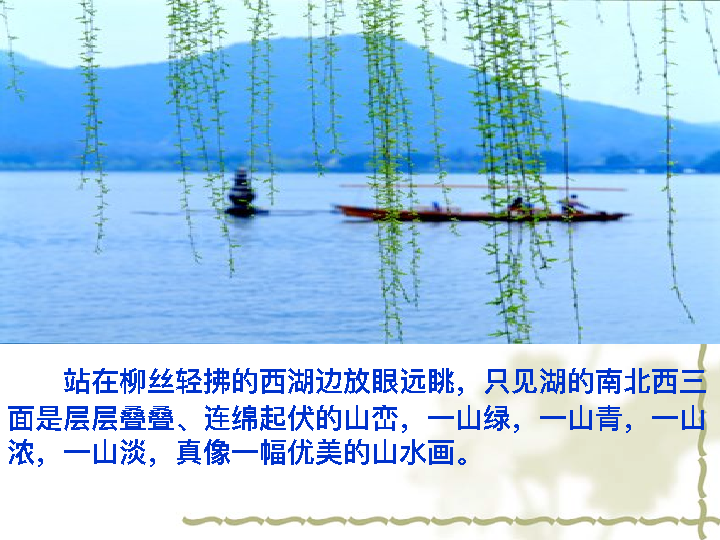 站在柳丝轻拂的西湖边放眼远眺，只见湖的南北西三
面是层层叠叠、连绵起伏的山峦，一山绿，一山青，一山
浓，一山淡，真像一幅优美的山水画。